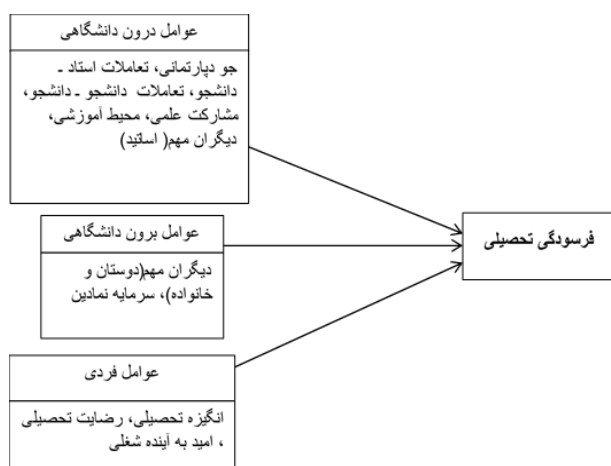 عوامل درون دانشگاهی
جو دپارتمانی، تعاملات استاد ـ
دانشجو، تعاملات دانشجو ـ دانشجو،
مشارکت علمی، محیط آموزشی،
دیگران مهم( اساتید)
عوامل برون دانشگاهی
دیگران مهم(دوستان و
خانواده)، سرمایه نمادین
عوامل فردی
انگیزه تحصیلی، رضایت تحصیلی
، امید به آینده شغلی
فرسودگی تحصیلی